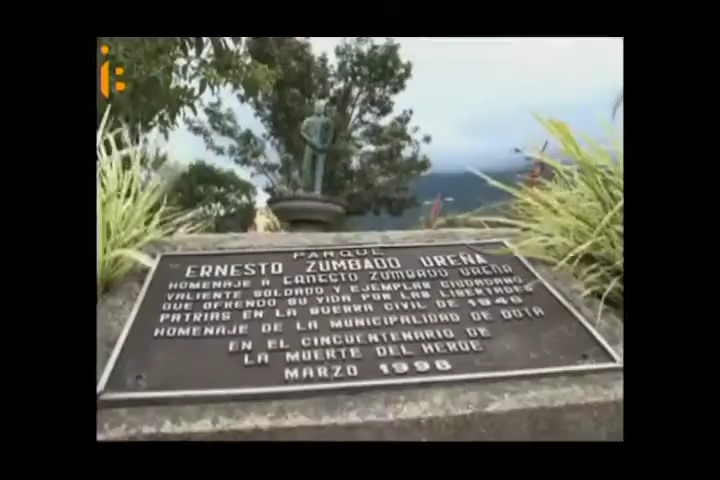 PARQUE
ERNESTO ZUMBADO UREÑA
HOMENAJE A ERNESTO ZUMBADO UREÑA
VALIENTE SOLDADO Y EJEMPLAR CIUDADANO
QUE OFRENDO SU VIDA POR LAS LIBERTADES
PATRIAS EN LA GUERRA CIVIL DE 1948
HOMENAJE DE LA MUNICIPALIDAD DE DOTA
EN EL CINCUENTENARIO DE
LA MUERTE DEL HEROE
MARZO 1998